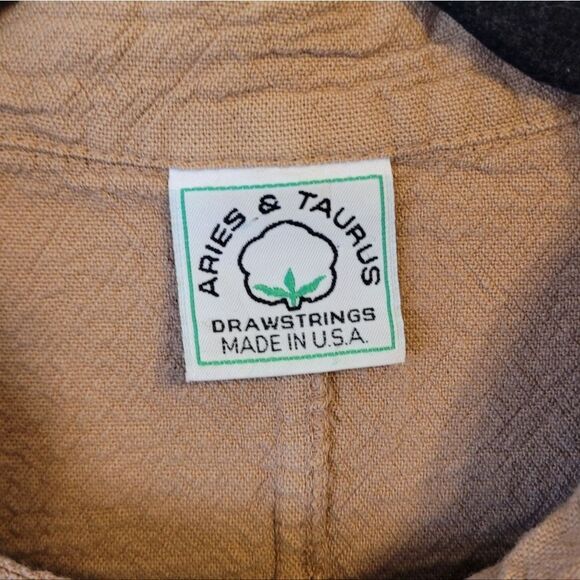 ARIES & TAURUS
DRAWSTRINGS
MADE IN U.S.A.